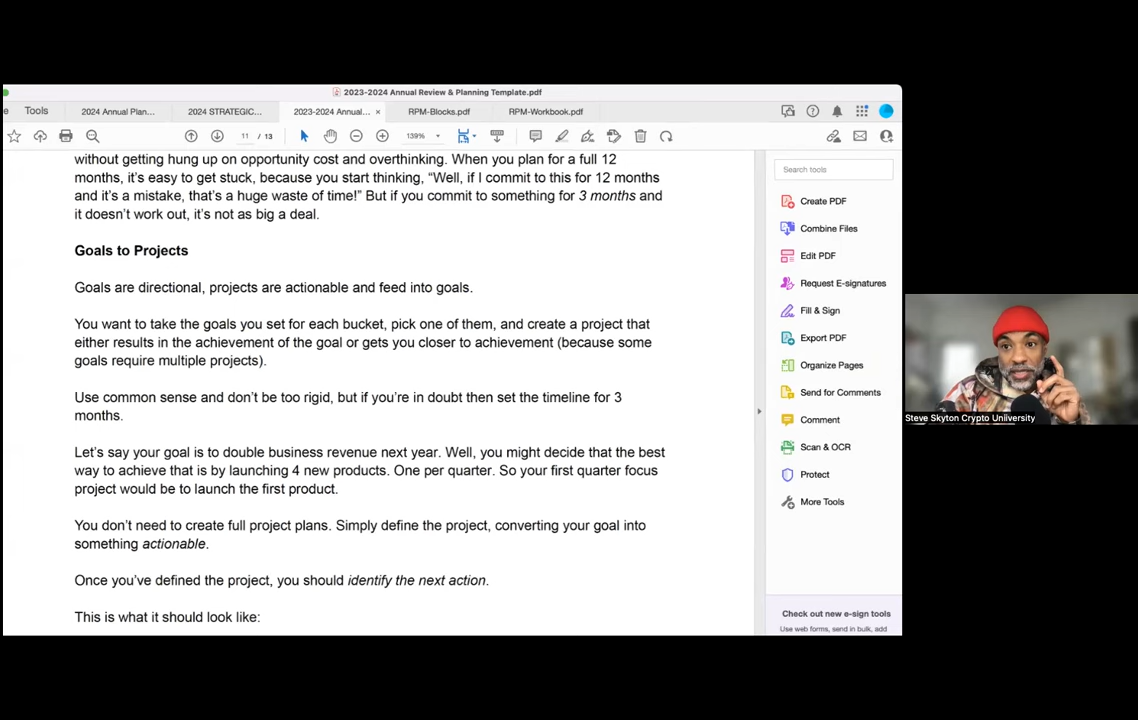 2023-2024 Annual Review & Planning Template.pdf
e Tools 2024 Annual Plan... 2024 STRATEGIC... 2023-2024 Annual... × RPM-Blocks.pdf RPM-Workbook.pdf
11 / 13 139%
without getting hung up on opportunity cost and overthinking. When you plan for a full 12
months, it's easy to get stuck, because you start thinking, “Well, if I commit to this for 12 months
and it's a mistake, that's a huge waste of time!” But if you commit to something for 3 months and
it doesn't work out, it's not as big a deal.
Goals to Projects
Goals are directional, projects are actionable and feed into goals.
You want to take the goals you set for each bucket, pick one of them, and create a project that
either results in the achievement of the goal or gets you closer to achievement (because some
goals require multiple projects).
Use common sense and don't be too rigid, but if you're in doubt then set the timeline for 3
months.
Let's say your goal is to double business revenue next year. Well, you might decide that the best
way to achieve that is by launching 4 new products. One per quarter. So your first quarter focus
project would be to launch the first product.
You don't need to create full project plans. Simply define the project, converting your goal into
something actionable.
Once you've defined the project, you should identify the next action.
This is what it should look like:
Search tools
Create PDF
Combine Files
Edit PDF
Request E-signatures
Fill & Sign
Export PDF
Organize Pages
Send for Comments
Comment
Scan & OCR
Protect
More Tools
Check out new e-sign tools
Use web forms, send in bulk, add
Steve Skyton Crypto Uniiversity